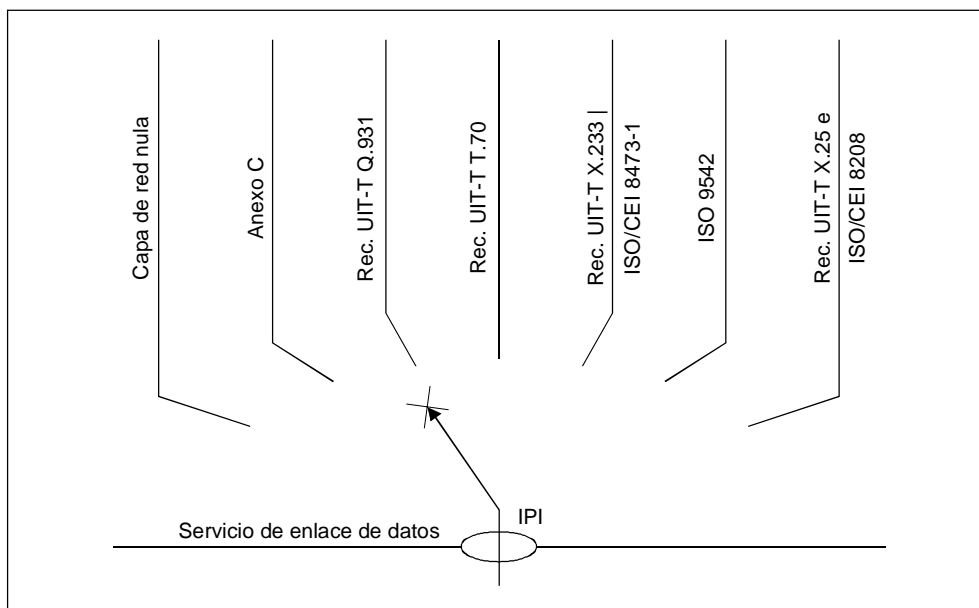 Capa de red nula
Anexo C
Rec. UIT-T Q.931
Rec. UIT-T T.70
Rec. UIT-T X.233 |
ISO/CEI 8473-1
ISO 9542
Rec. UIT-T X.25 e
ISO/CEI 8208
IPI
Servicio de enlace de datos